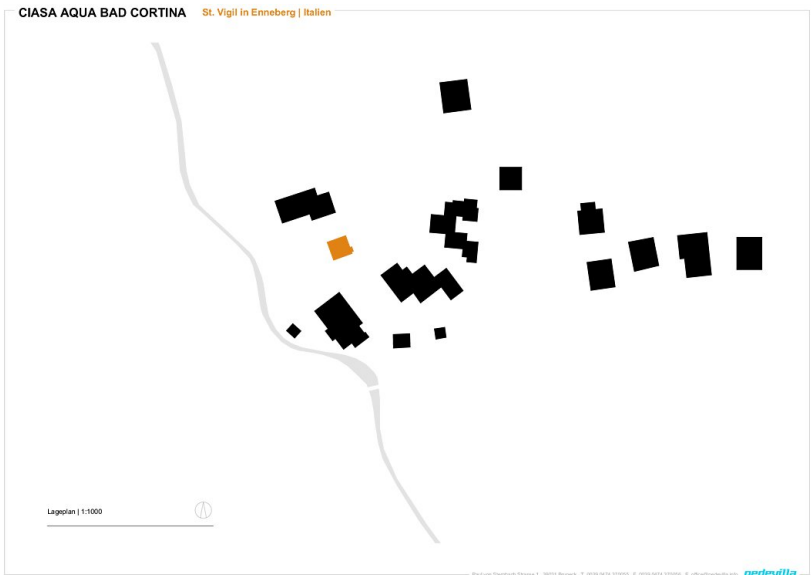 CIASA AQUA BAD CORTINA St. Vigil in Enneberg | Italien
Lageplan | 1:1000
pedevilla